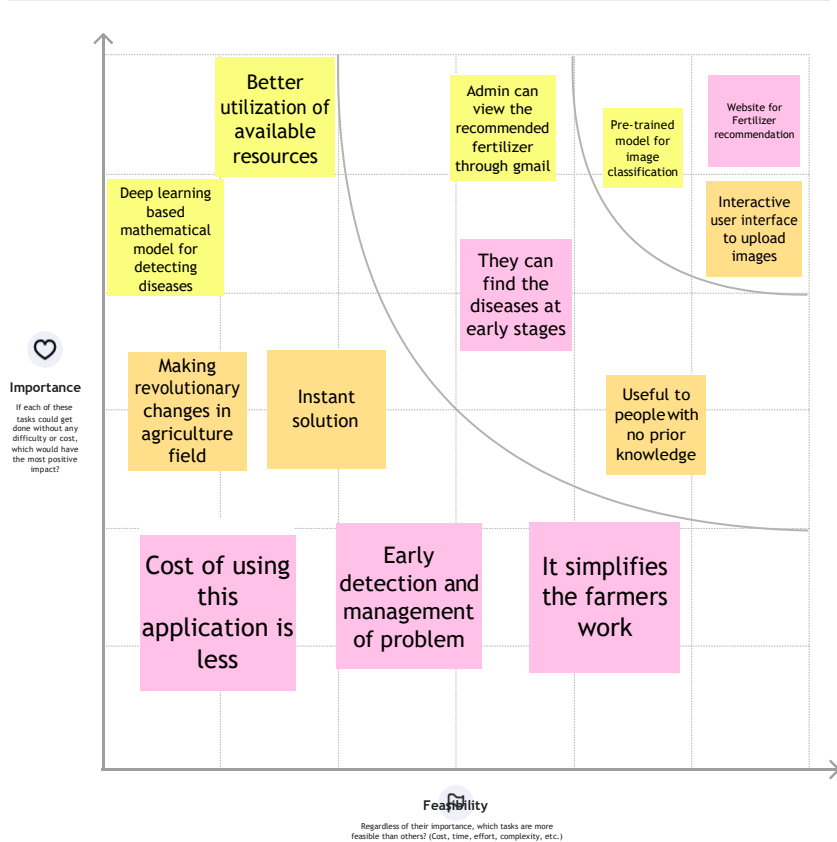 Better
utilization of
available
resources
Admin can
view the
recommended
fertilizer
through gmail
Pre-trained
model for
image
classification
Website for
Fertilizer
recommendation
Deep learning
based
mathematical
model for
detecting
diseases
Interactive
user interface
to upload
images
They can
find the
diseases at
early stages
Making
revolutionary
changes in
agriculture
field
Instant
solution
Useful to
people with
no prior
knowledge
Importance
If each of these
tasks could get
done without any
difficulty or cost,
which would have
the most positive
impact?
Cost of using
this
application is
less
Early
detection and
management
of problem
It simplifies
the farmers
work
Feasibility
Regardless of their importance, which tasks are more
feasible than others? (Cost, time, effort, complexity, etc.)